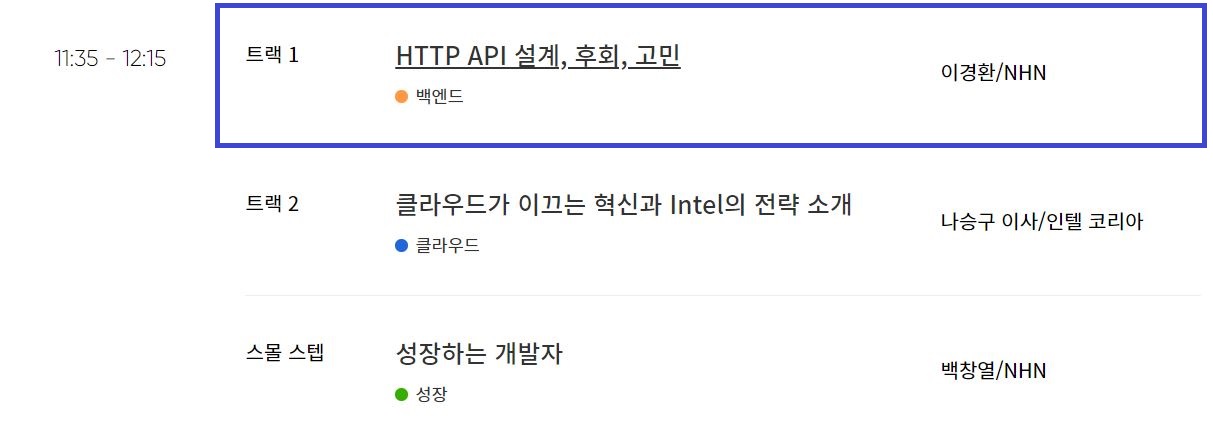 11:35 - 12:15
트랙 1
HTTP API 설계, 후회, 고민
백엔드
이경환/NHN
트랙 2
클라우드가 이끄는 혁신과 Intel의 전략 소개
클라우드
나승구 이사/인텔 코리아
스몰 스텝
성장하는 개발자
성장
백창열/NHN